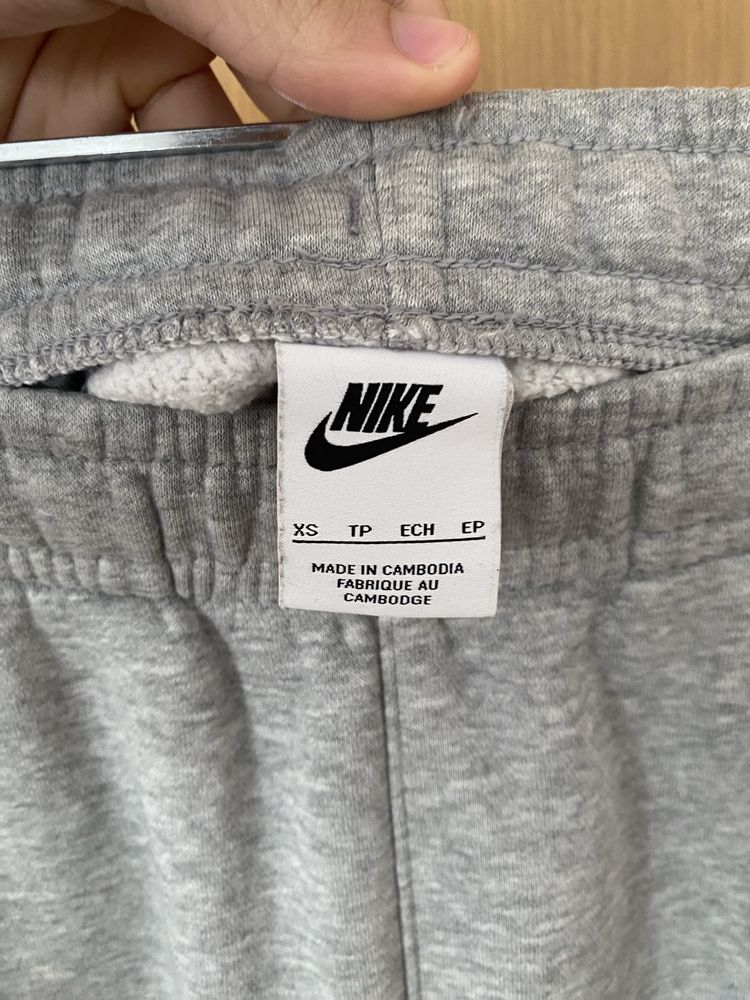 NIKE
XS TP ECH EP
MADE IN CAMBODIA
FABRIQUE AU
CAMBODGE